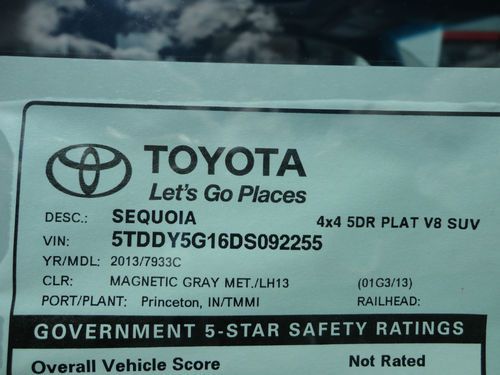 TOYOTA
Let's Go Places
DESC.: SEQUOIA 4x4 5DR PLAT V8 SUV
VIN: 5TDDY5G16DS092255
YR/MDL: 2013/7933C
CLR: MAGNETIC GRAY MET./LH13 (01G3/13)
PORT/PLANT: Princeton, IN/TMMI RAILHEAD:
GOVERNMENT 5-STAR SAFETY RATINGS
Overall Vehicle Score Not Rated